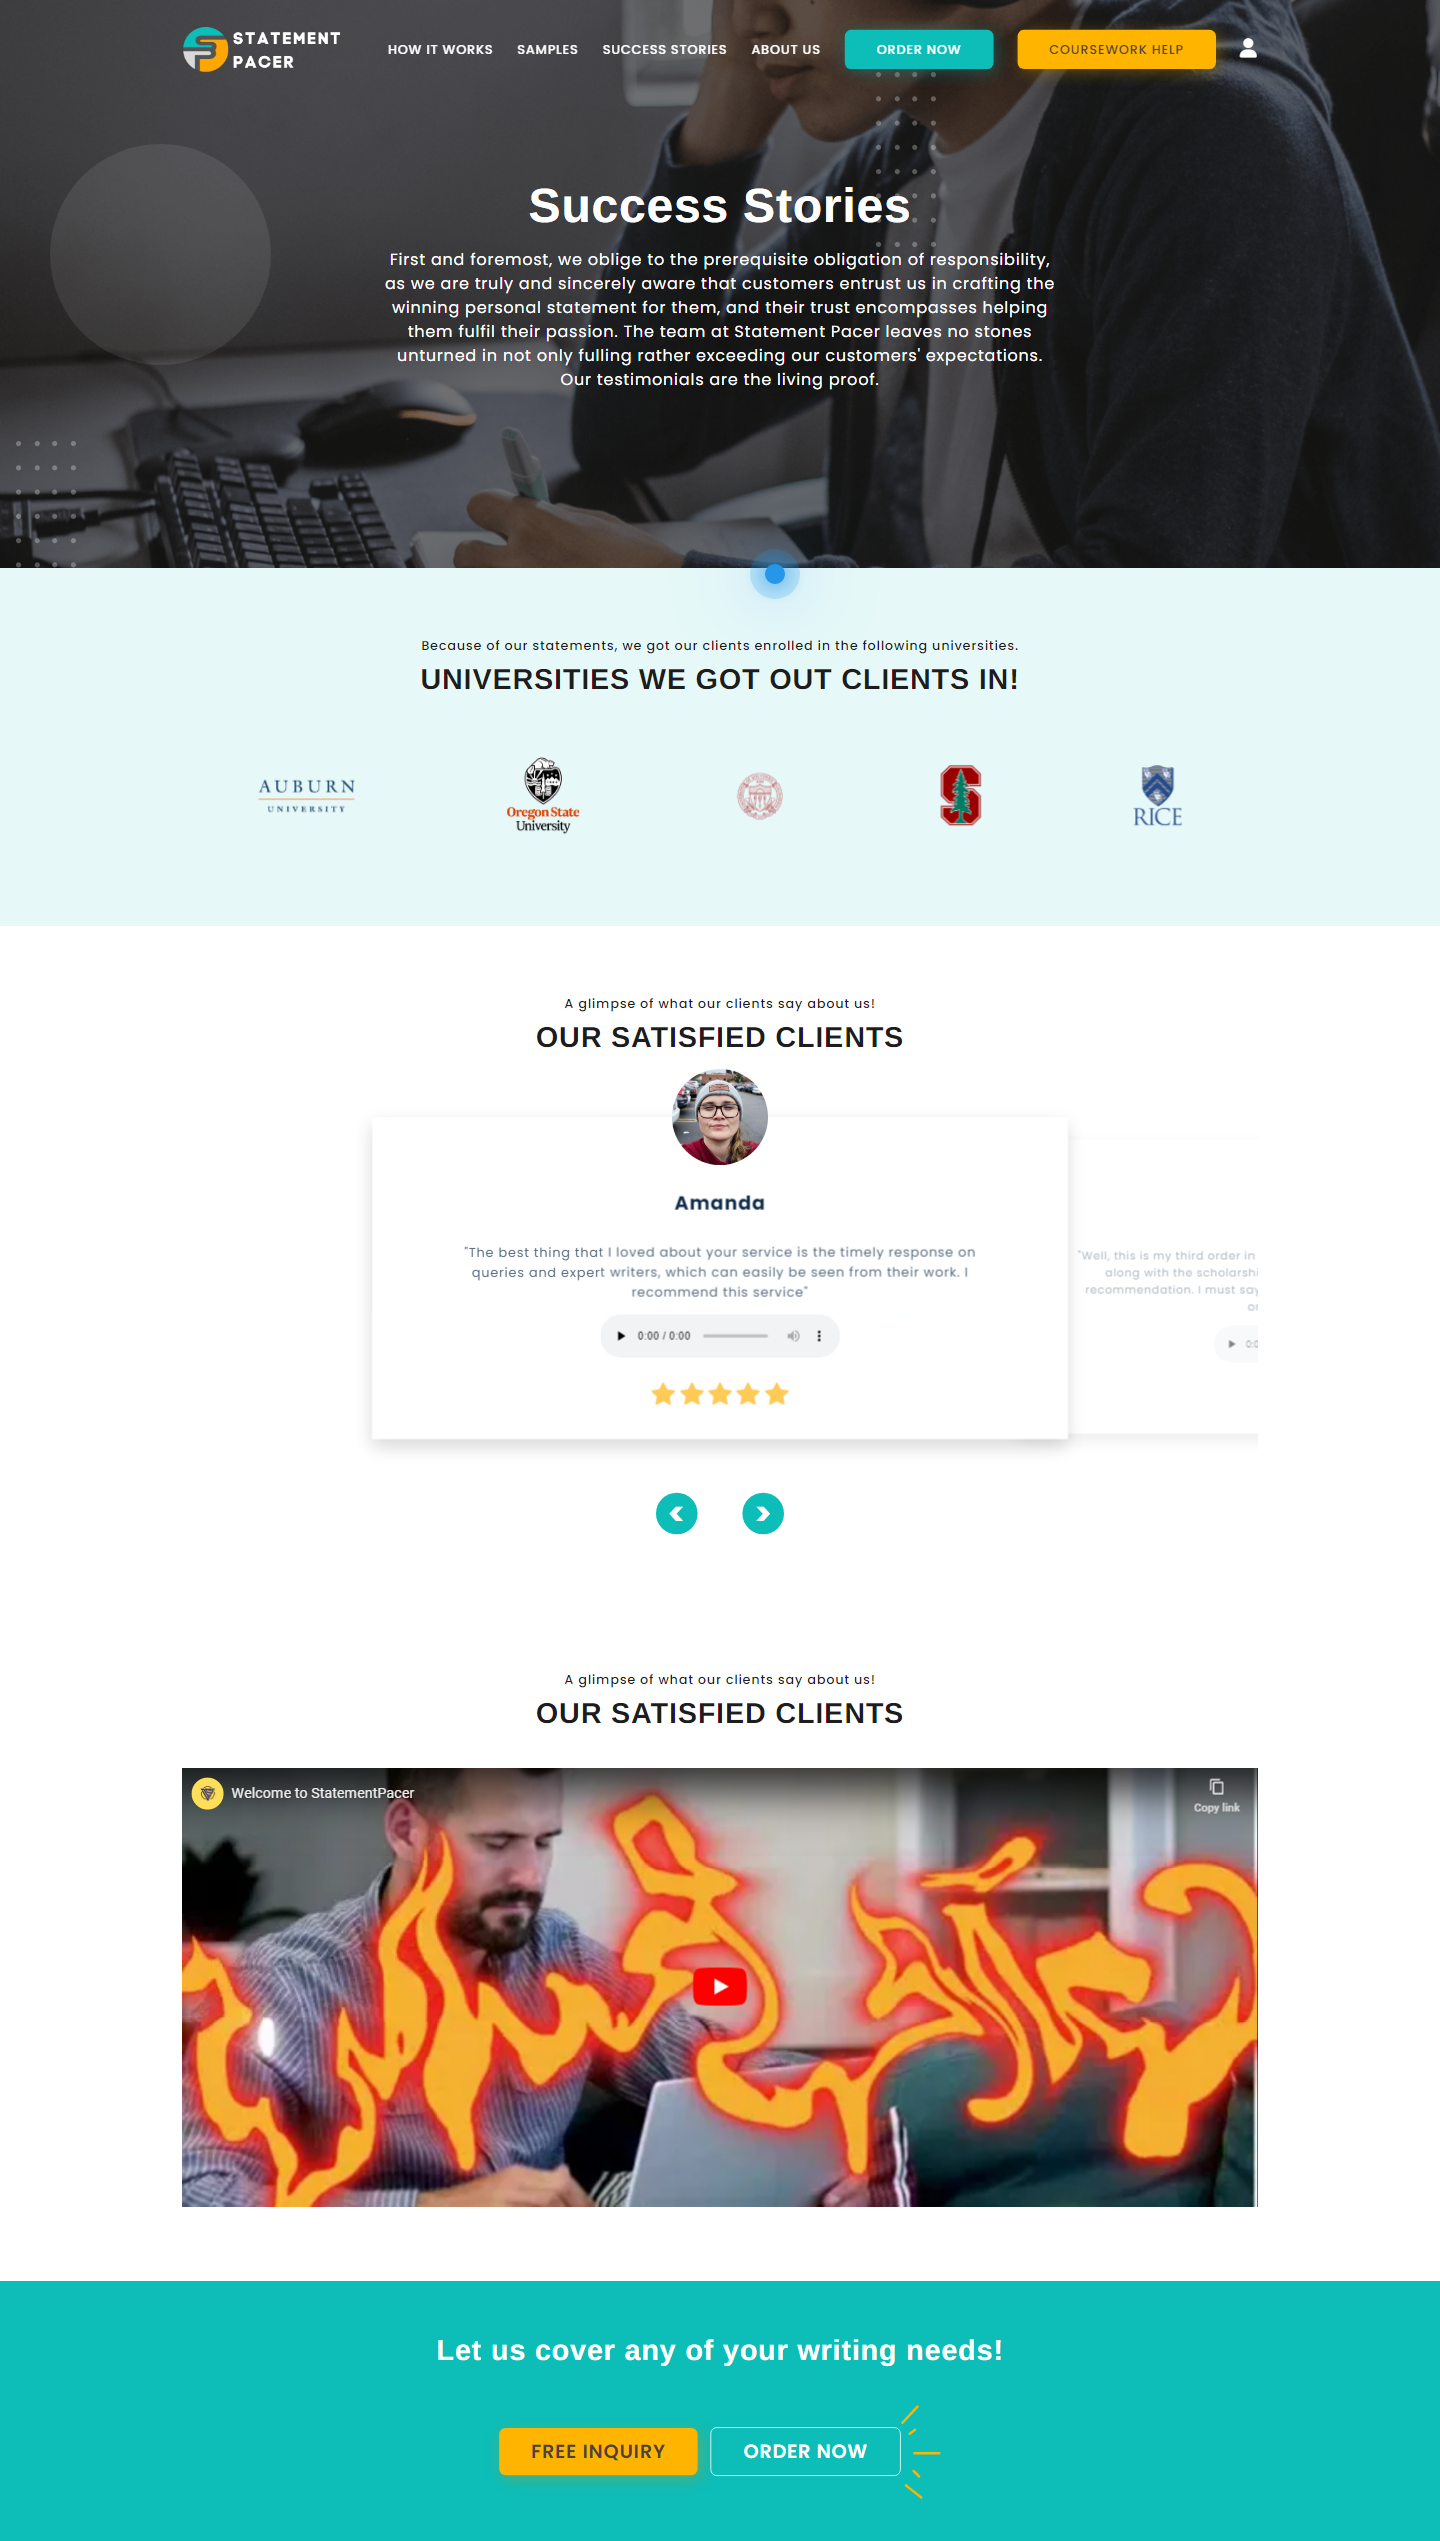 STATEMENT
PACER
HOW IT WORKS
SAMPLES
SUCCESS STORIES
ABOUT US
ORDER NOW
COURSEWORK HELP
Success Stories
First and foremost, we oblige to the prerequisite obligation of responsibility,
as we are truly and sincerely aware that customers entrust us in crafting the
winning personal statement for them, and their trust encompasses helping
them fulfil their passion. The team at Statement Pacer leaves no stones
unturned in not only fulling rather exceeding our customers' expectations.
Our testimonials are the living proof.
Because of our statements, we got our clients enrolled in the following universities.
UNIVERSITIES WE GOT OUT CLIENTS IN!
AUBURN
UNIVERSITY
Oregon State
University
S
RICE
A glimpse of what our clients say about us!
OUR SATISFIED CLIENTS
Amanda
"The best thing that I loved about your service is the timely response on
queries and expert writers, which can easily be seen from their work. I
recommend this service"
0:00 / 0:00
"Well, this is my third order in
along with the scholarshi
recommendation. I must say
A glimpse of what our clients say about us!
OUR SATISFIED CLIENTS
Welcome to StatementPacer
Copy link
Let us cover any of your writing needs!
FREE INQUIRY
ORDER NOW